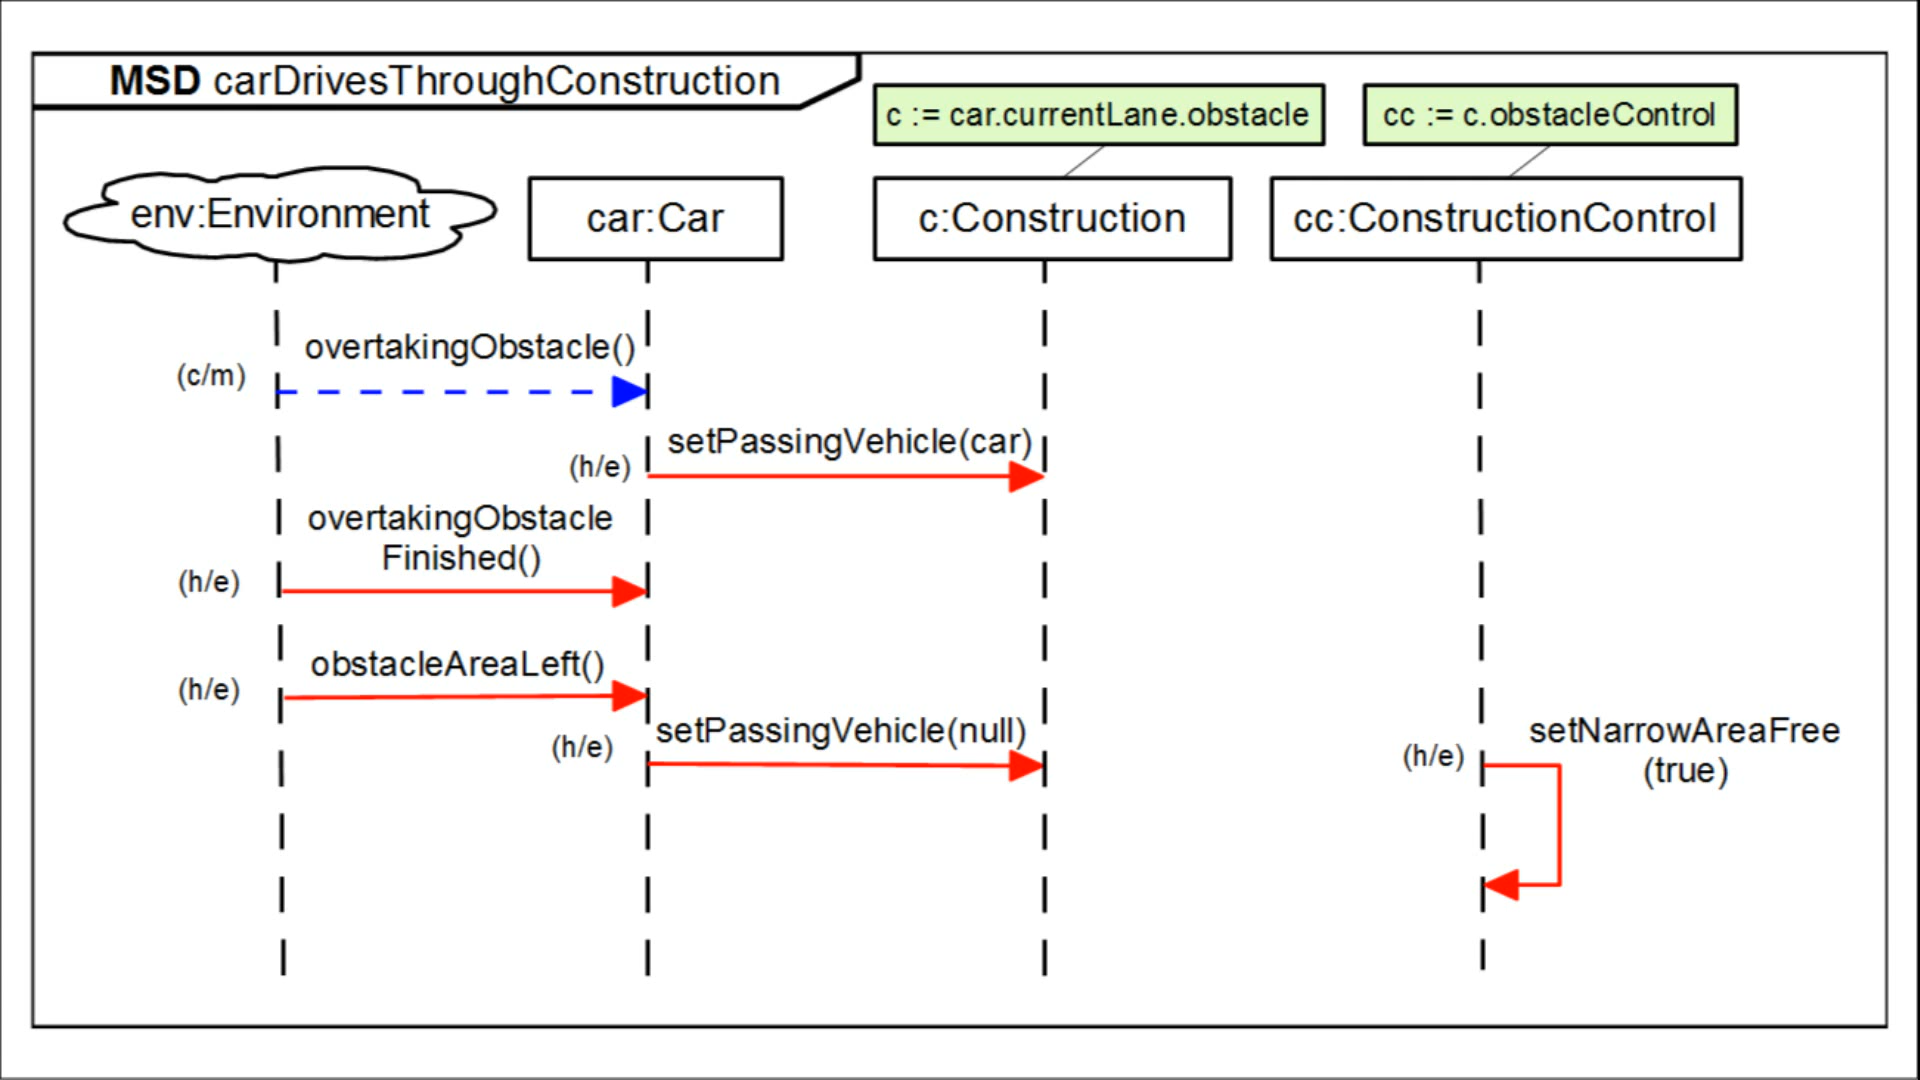 MSD carDrivesThroughConstruction
c := car.currentLane.obstacle
cc := c.obstacleControl
env:Environment
car:Car
c:Construction
cc:ConstructionControl
overtakingObstacle()
(c/m)
setPassingVehicle(car)
(h/e)
overtakingObstacle
Finished()
(h/e)
obstacleAreaLeft()
(h/e)
setPassingVehicle(null)
(h/e)
setNarrowAreaFree
(true)
(h/e)